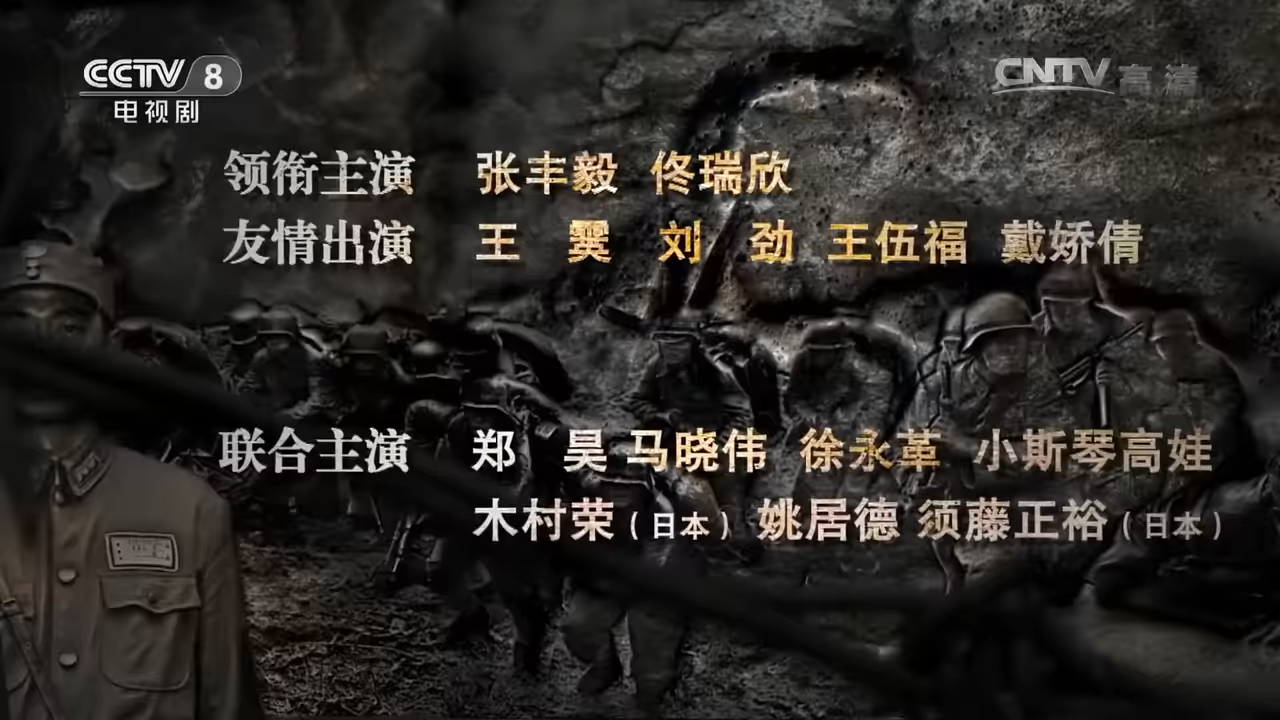 CCTV 8
电视剧
CNTV 高清
领衔主演 张丰毅 佟瑞欣
友情出演 王 霙 刘 劲 王伍福 戴娇倩
联合主演 郑 昊 马晓伟 徐永革 小斯琴高娃
木村荣(日本) 姚居德 须藤正裕(日本)